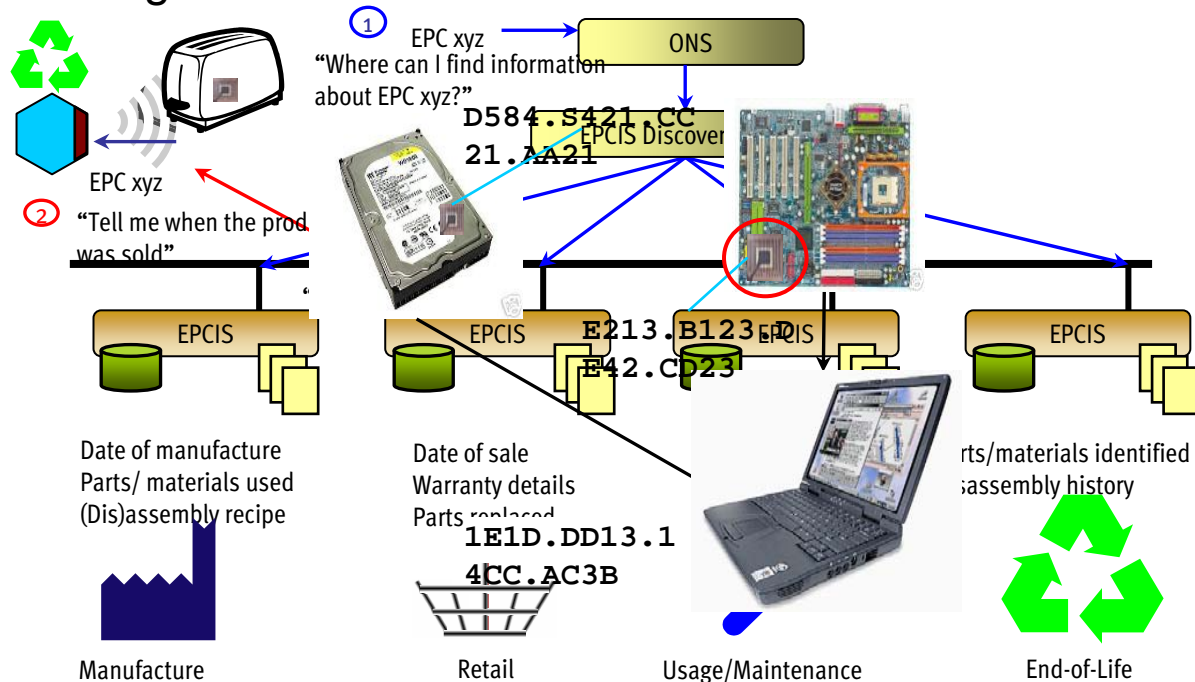 1
EPC xyz
ONS
“Where can I find information
about EPC xyz?”
D584.S421.CC
21.AA21
EPCIS Discover
EPC xyz
2
“Tell me when the prod
was sold”
“
EPCIS
EPCIS
E213.B123.D
E42.CD23
EPCIS
EPCIS
Date of manufacture
Parts/ materials used
(Dis)assembly recipe
Date of sale
Warranty details
Parts replaced
rts/materials identified
sassembly history
1E1D.DD13.1
4CC.AC3B
Manufacture
Retail
Usage/Maintenance
End-of-Life